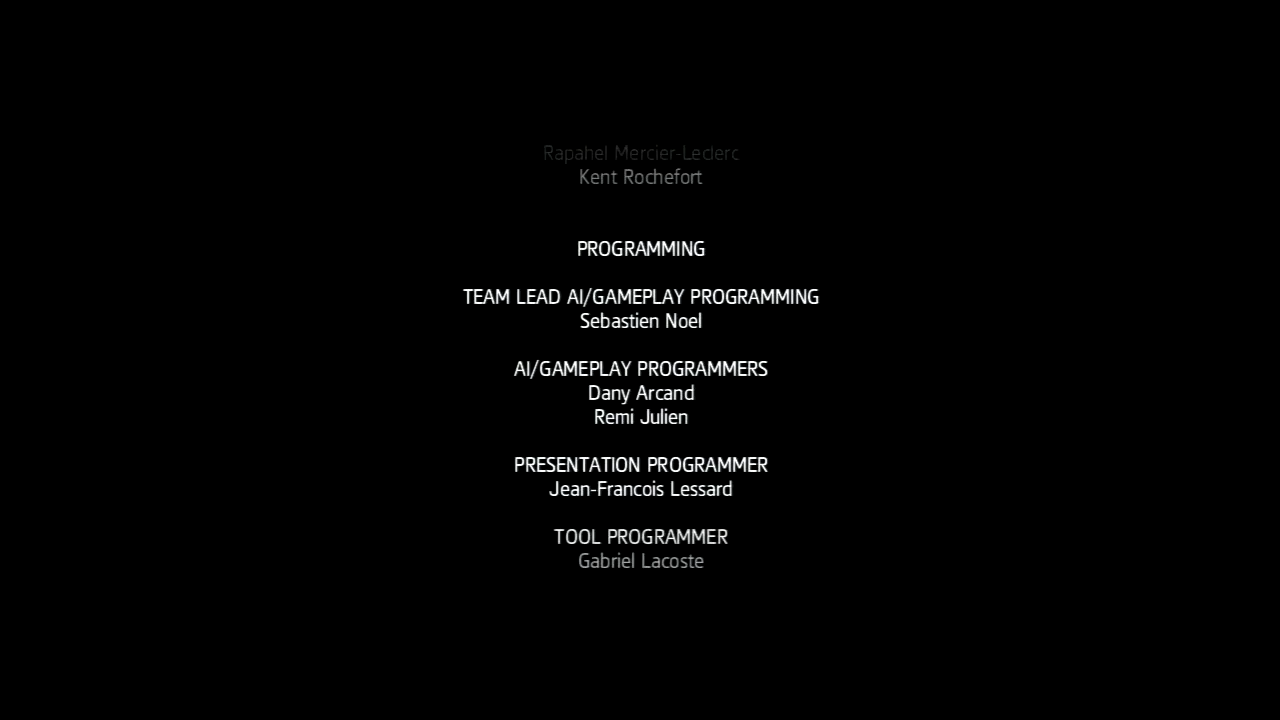 Rapahel Mercier-Leclerc
Kent Rochefort
PROGRAMMING
TEAM LEAD AI/GAMEPLAY PROGRAMMING
Sebastien Noel
AI/GAMEPLAY PROGRAMMERS
Dany Arcand
Remi Julien
PRESENTATION PROGRAMMER
Jean-Francois Lessard
TOOL PROGRAMMER
Gabriel Lacoste